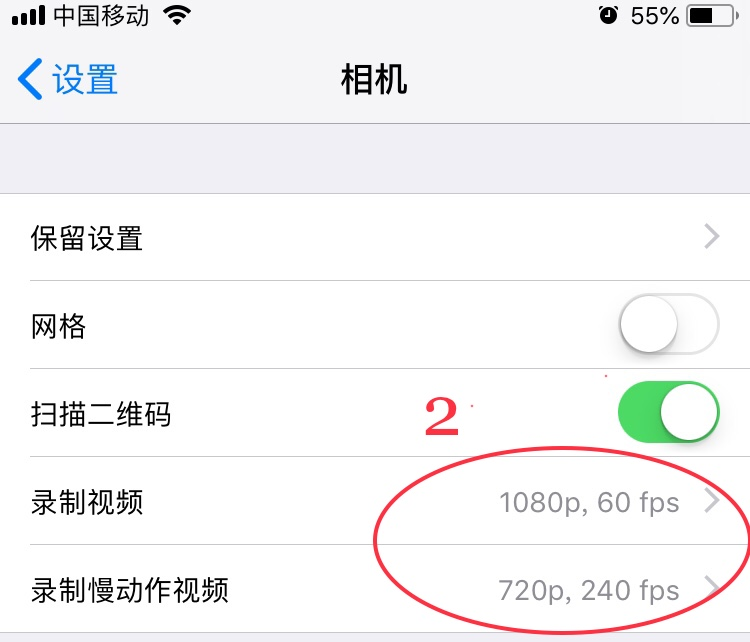 中国移动 55%
设置 相机
保留设置
网格
扫描二维码 2
录制视频 1080p, 60 fps
录制慢动作视频 720p, 240 fps